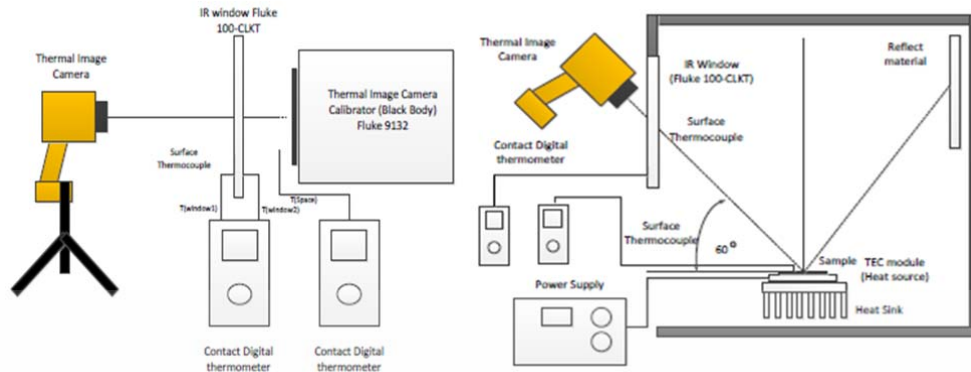 IR window Fluke
100-CLKT
Thermal Image
Camera
Thermal Image Camera
Calibrator (Black Body)
Fluke 9132
Surface
Thermocouple
T(window1)
T(window2)
T(Space)
Contact Digital
thermometer
Contact Digital
thermometer
Thermal Image
Camera
IR Window
(Fluke 100-CLKT)
Reflect
material
Surface
Thermocouple
Contact Digital
thermometer
Surface
Thermocouple
60°
Sample
TEC module
(Heat source)
Power Supply
Heat Sink